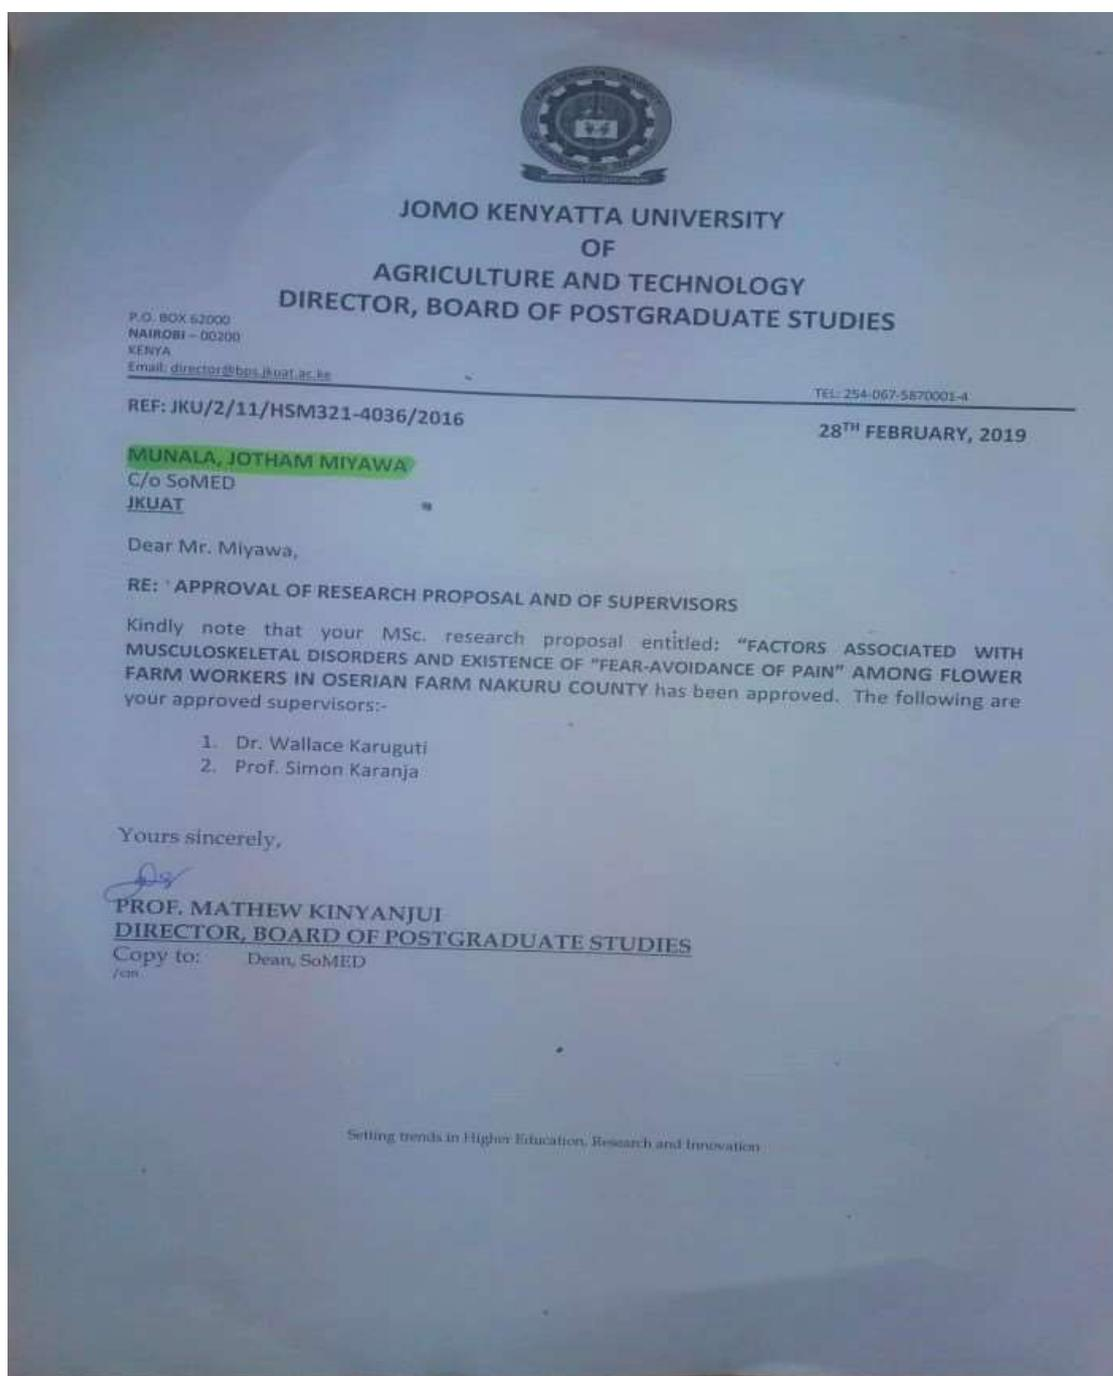 JOMO KENYATTA UNIVERSITY
OF
AGRICULTURE AND TECHNOLOGY
DIRECTOR, BOARD OF POSTGRADUATE STUDIES
P.O. BOX 62000
NAIROBI – 00200
KENYA
Email: director@bps.jkuat.ac.ke
TEL: 254-067-5870001-4
REF: JKU/2/11/HSM321-4036/2016
28TH FEBRUARY, 2019
MUNALA, JOTHAM MIYAWA
C/o SoMED
JKUAT
Dear Mr. Miyawa,
RE: APPROVAL OF RESEARCH PROPOSAL AND OF SUPERVISORS
Kindly note that your MSc. research proposal entitled: "FACTORS ASSOCIATED WITH
MUSCULOSKELETAL DISORDERS AND EXISTENCE OF "FEAR-AVOIDANCE OF PAIN" AMONG FLOWER
FARM WORKERS IN OSERIAN FARM NAKURU COUNTY has been approved. The following are
your approved supervisors:-
1. Dr. Wallace Karuguti
2. Prof. Simon Karanja
Yours sincerely,
PROF. MATHEW KINYANJUI
DIRECTOR, BOARD OF POSTGRADUATE STUDIES
Copy to: Dean, SoMED
/cm
Setting trends in Higher Education, Research and Innovation